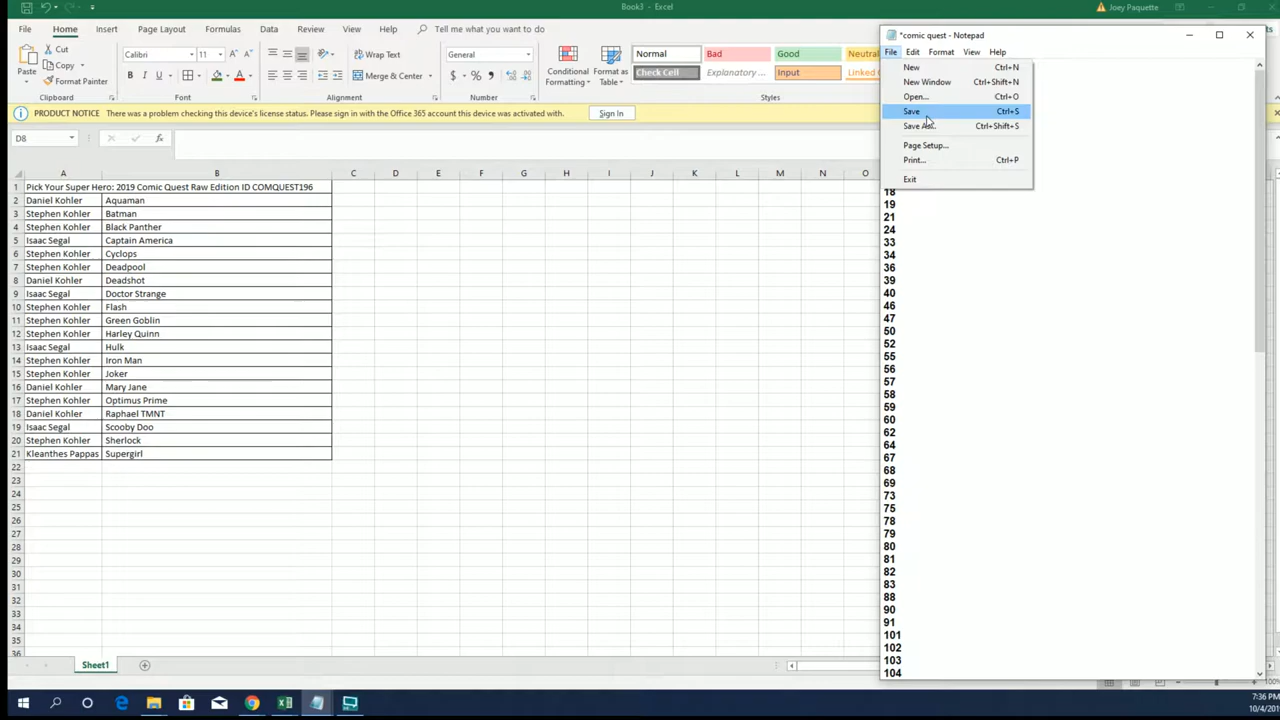 Book3 - Excel
Joey Paquette
File Home Insert Page Layout Formulas Data Review View Help Tell me what you want to do
Cut
Copy
Format Painter
Paste
Clipboard
Calibri 11
B I U
Font
Wrap Text
Merge & Center
Alignment
General
$ % ,
Number
Conditional Formatting
Format as Table
Normal Bad Good Neutral
Check Cell Explanatory ... Input Linked C
Styles
PRODUCT NOTICE There was a problem checking this device's license status. Please sign in with the Office 365 account this device was activated with. Sign In
D8 fx
A B C D E F G H I J K L M N O
1 Pick Your Super Hero: 2019 Comic Quest Raw Edition ID COMQUEST196
2 Daniel Kohler Aquaman
3 Stephen Kohler Batman
4 Stephen Kohler Black Panther
5 Isaac Segal Captain America
6 Stephen Kohler Cyclops
7 Stephen Kohler Deadpool
8 Daniel Kohler Deadshot
9 Isaac Segal Doctor Strange
10 Stephen Kohler Flash
11 Stephen Kohler Green Goblin
12 Stephen Kohler Harley Quinn
13 Isaac Segal Hulk
14 Stephen Kohler Iron Man
15 Stephen Kohler Joker
16 Daniel Kohler Mary Jane
17 Stephen Kohler Optimus Prime
18 Daniel Kohler Raphael TMNT
19 Isaac Segal Scooby Doo
20 Stephen Kohler Sherlock
21 Kleanthes Pappas Supergirl
22
23
24
25
26
27
28
29
30
31
32
33
34
35
36
Sheet1
*comic quest - Notepad
File Edit Format View Help
New Ctrl+N
New Window Ctrl+Shift+N
Open... Ctrl+O
Save Ctrl+S
Save As... Ctrl+Shift+S
Page Setup...
Print... Ctrl+P
Exit
18
19
21
24
33
34
36
39
40
46
47
50
52
55
56
57
58
59
60
62
64
67
68
69
73
75
78
79
80
81
82
83
88
90
91
101
102
103
104
100%
7:36 PM
10/4/20